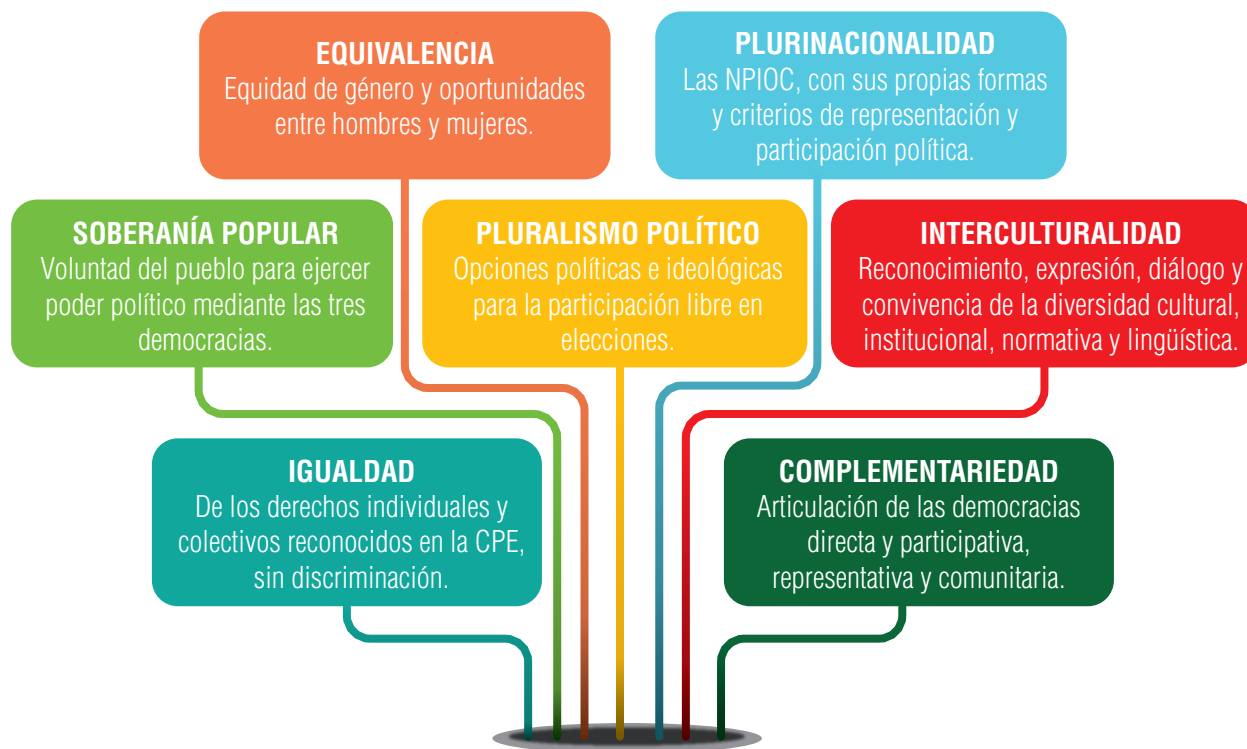 EQUIVALENCIA
Equidad de género y oportunidades
entre hombres y mujeres.
PLURINACIONALIDAD
Las NPIOC, con sus propias formas
y criterios de representación y
participación política.
SOBERANÍA POPULAR
Voluntad del pueblo para ejercer
poder político mediante las tres
democracias.
PLURALISMO POLÍTICO
Opciones políticas e ideológicas
para la participación libre en
elecciones.
INTERCULTURALIDAD
Reconocimiento, expresión, diálogo y
convivencia de la diversidad cultural,
institucional, normativa y lingüística.
IGUALDAD
De los derechos individuales y
colectivos reconocidos en la CPE,
sin discriminación.
COMPLEMENTARIEDAD
Articulación de las democracias
directa y participativa,
representativa y comunitaria.